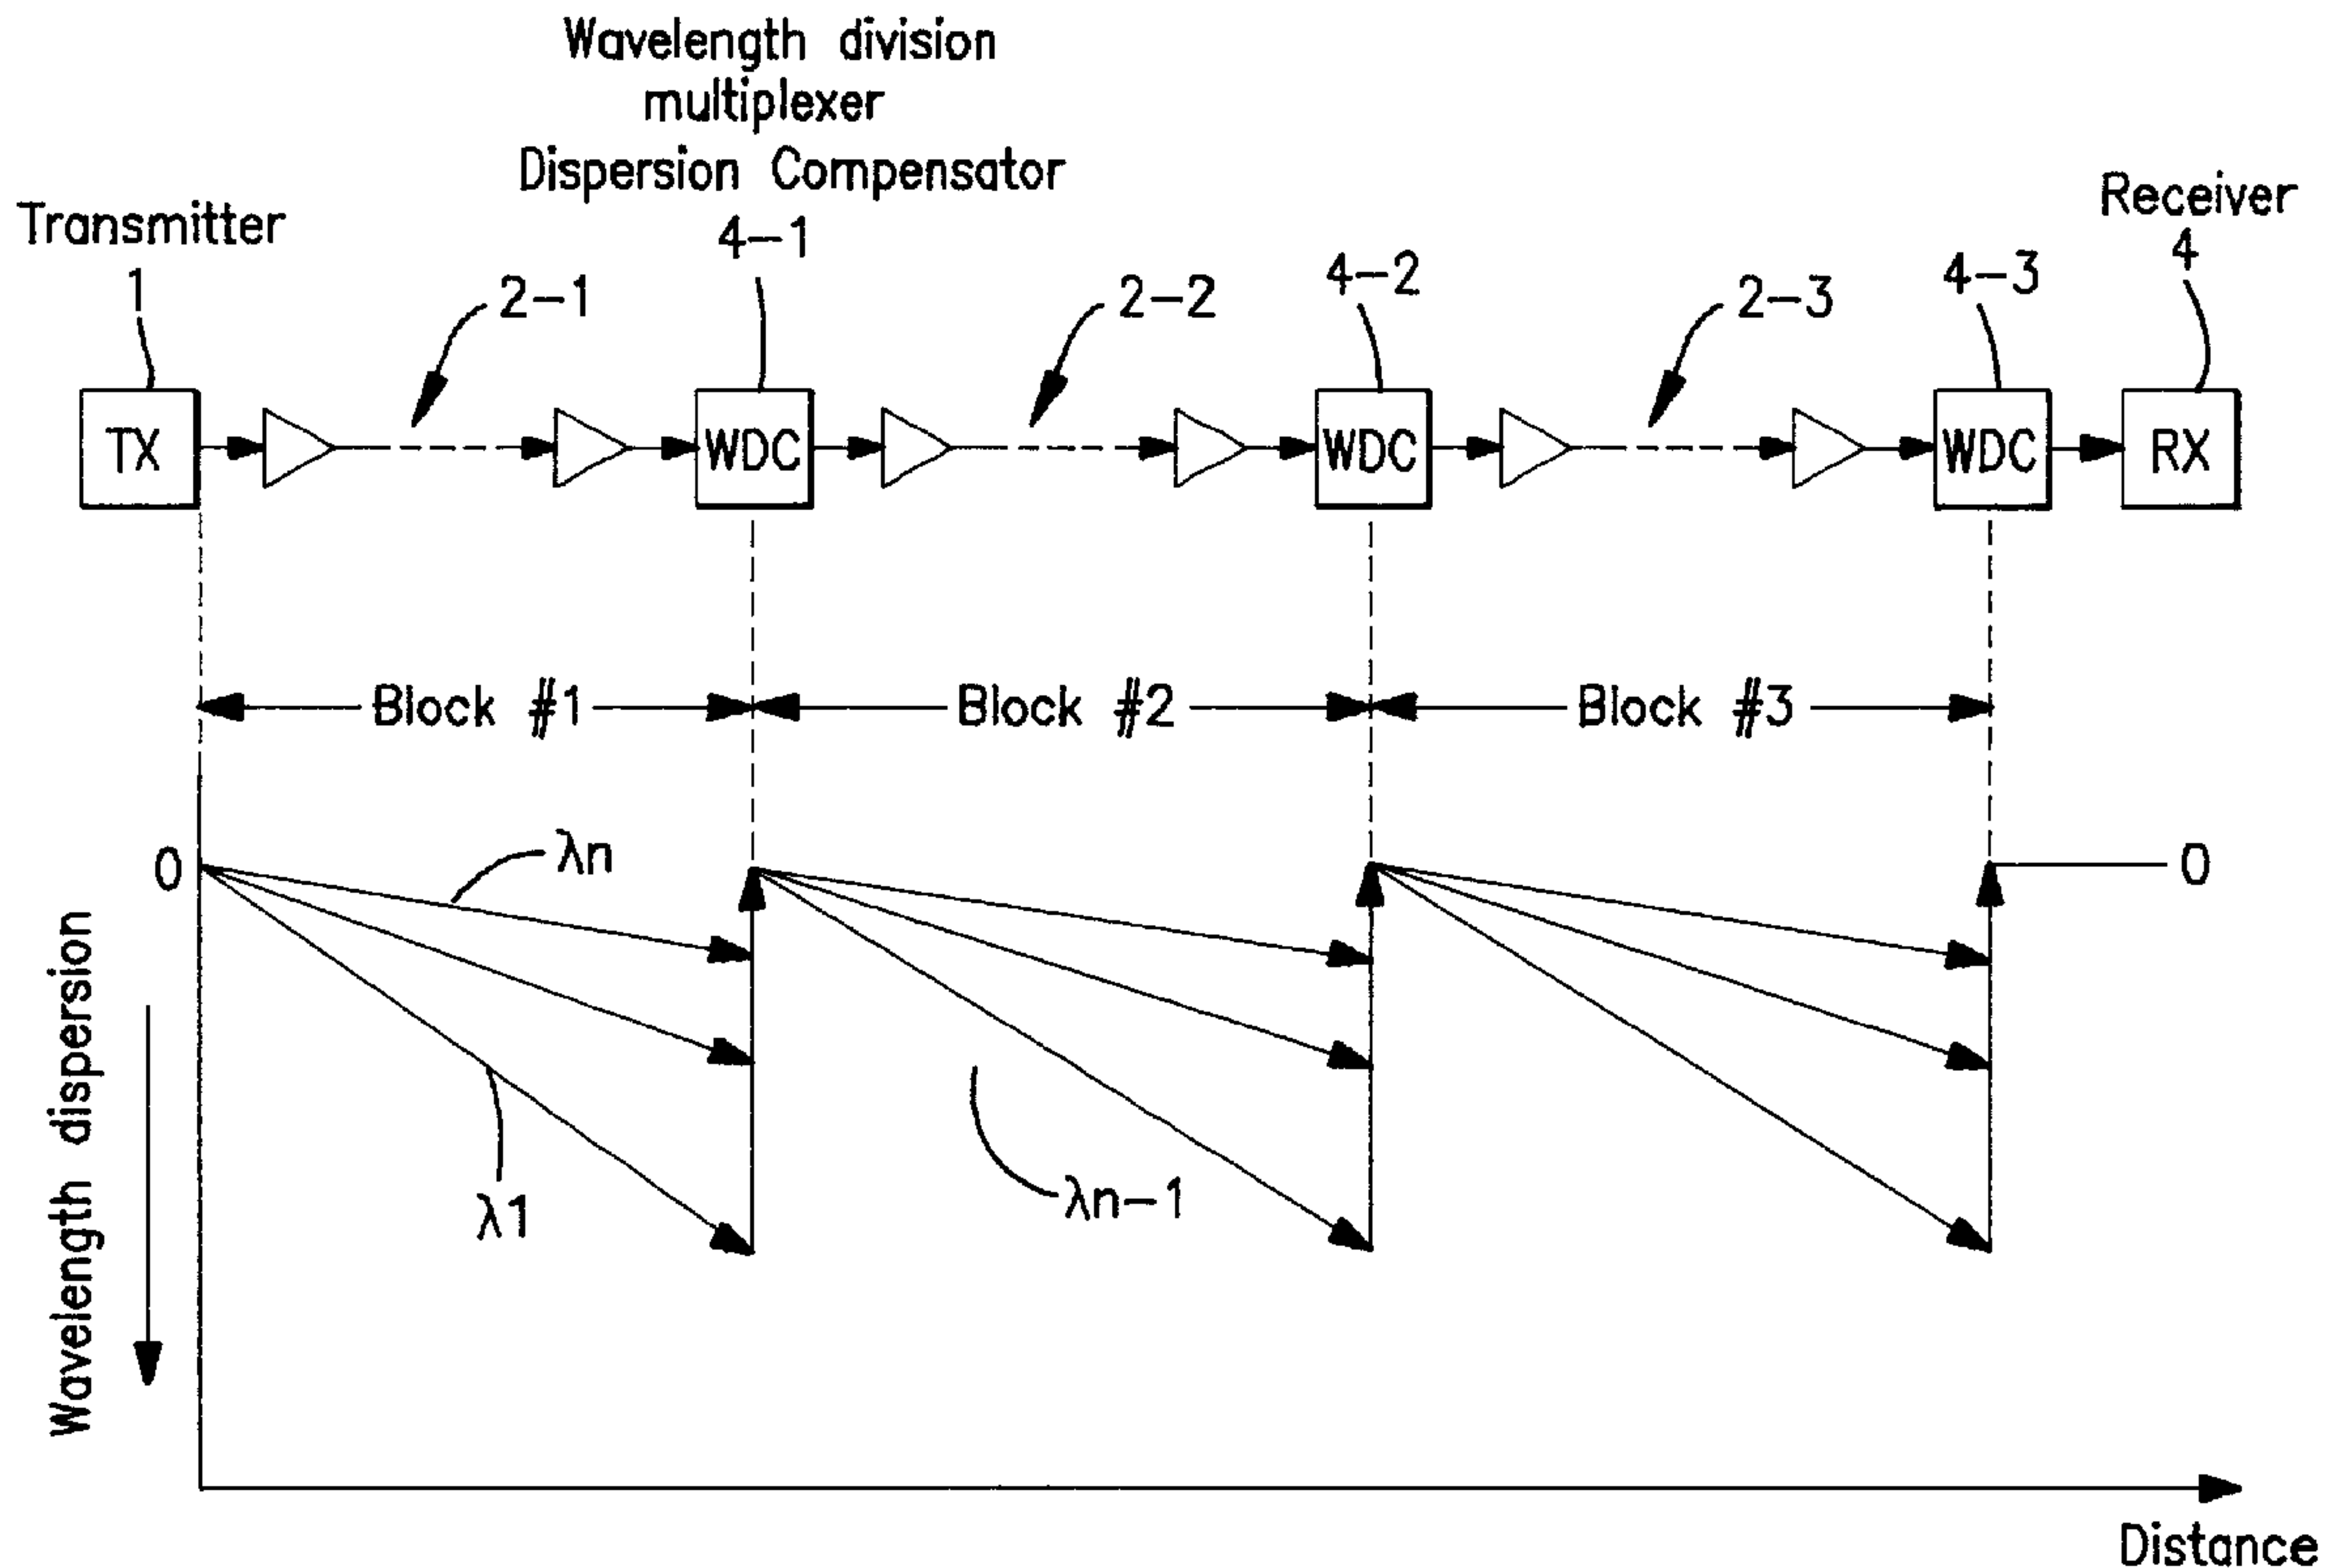 Wavelength division
multiplexer
Dispersion Compensator
Transmitter
Receiver
1
2-1
4-1
2-2
4-2
2-3
4-3
4
TX
WDC
WDC
WDC
RX
Block #1
Block #2
Block #3
0
λn
0
λ1
λn-1
Wavelength dispersion
Distance